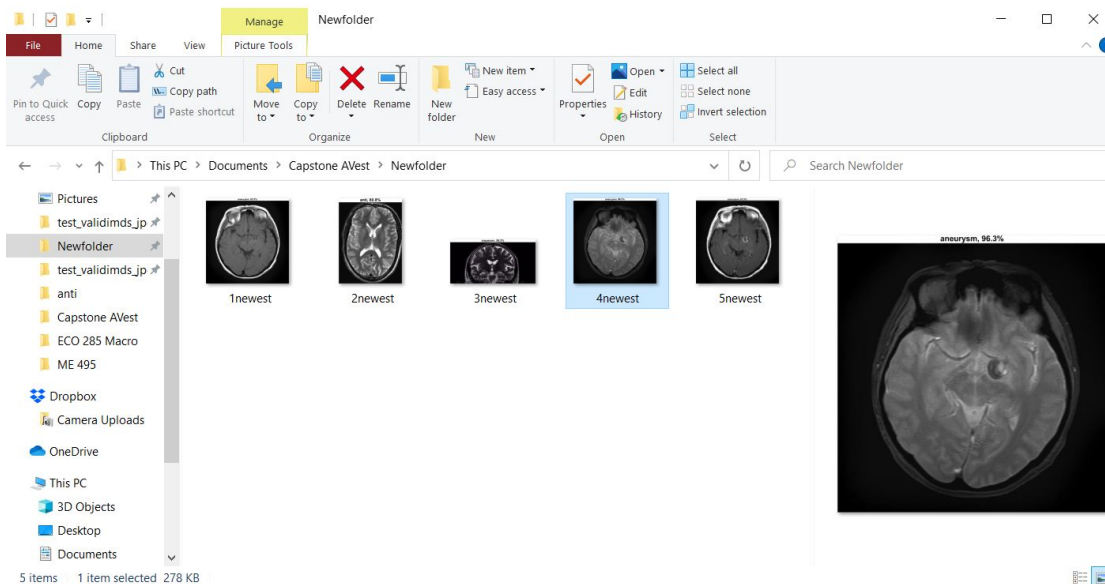 Manage
Newfolder
File
Home
Share
View
Picture Tools
Pin to Quick access
Copy
Paste
Cut
Copy path
Paste shortcut
Clipboard
Move to
Copy to
Delete
Rename
Organize
New folder
New item
Easy access
New
Properties
Open
Edit
History
Open
Select all
Select none
Invert selection
Select
This PC > Documents > Capstone AVest > Newfolder
Search Newfolder
Pictures
test_validimds_jp
Newfolder
test_validimds_jp
anti
Capstone AVest
ECO 285 Macro
ME 495
Dropbox
Camera Uploads
OneDrive
This PC
3D Objects
Desktop
Documents
1newest
2newest
3newest
4newest
5newest
aneurysm, 96.3%
5 items
1 item selected 278 KB